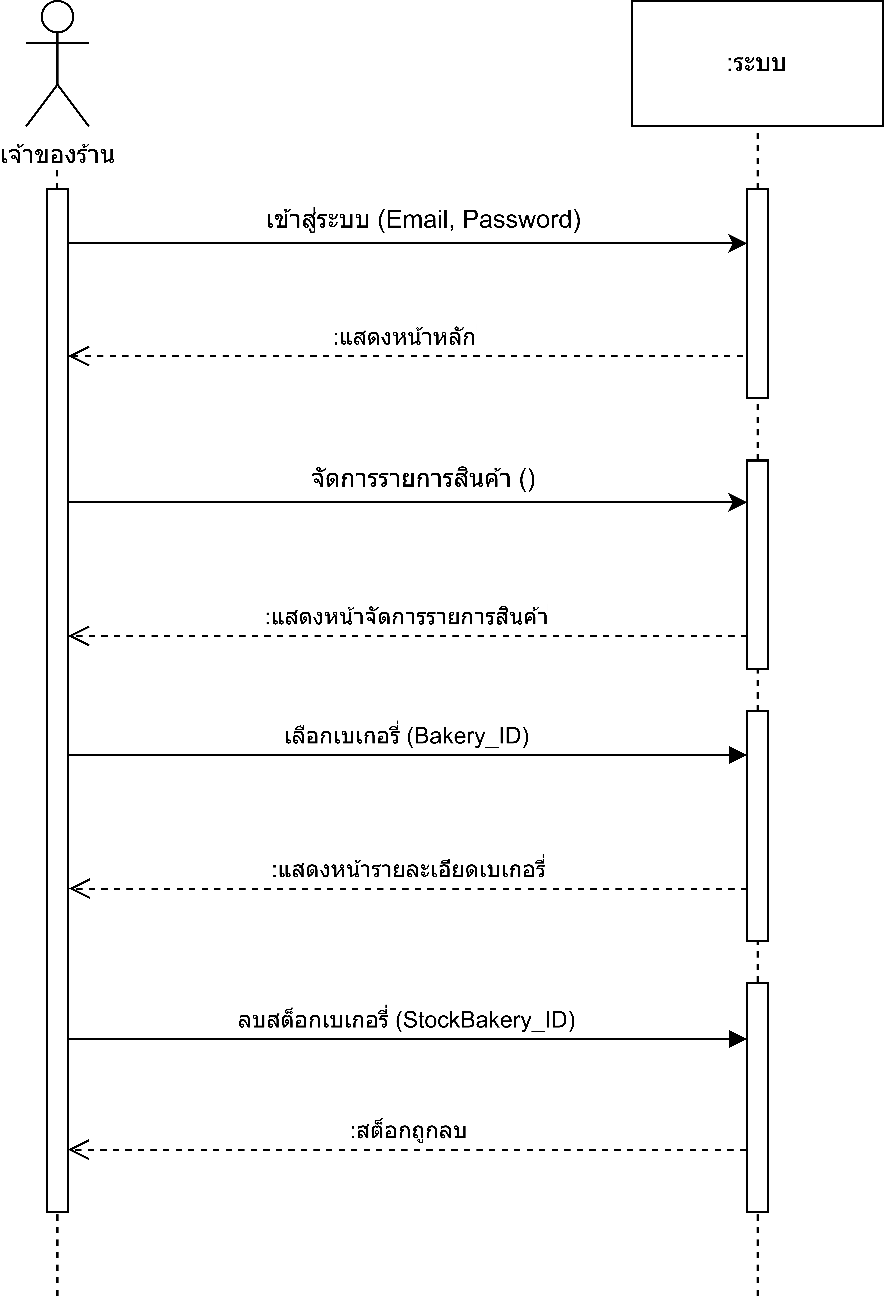 :ระบบ
เจ้าของร้าน
เข้าสู่ระบบ (Email, Password)
:แสดงหน้าหลัก
จัดการรายการสินค้า ()
:แสดงหน้าจัดการรายการสินค้า
เลือกเบเกอรี่ (Bakery_ID)
:แสดงหน้ารายละเอียดเบเกอรี่
ลบสต็อกเบเกอรี่ (StockBakery_ID)
:สต็อกถูกลบ